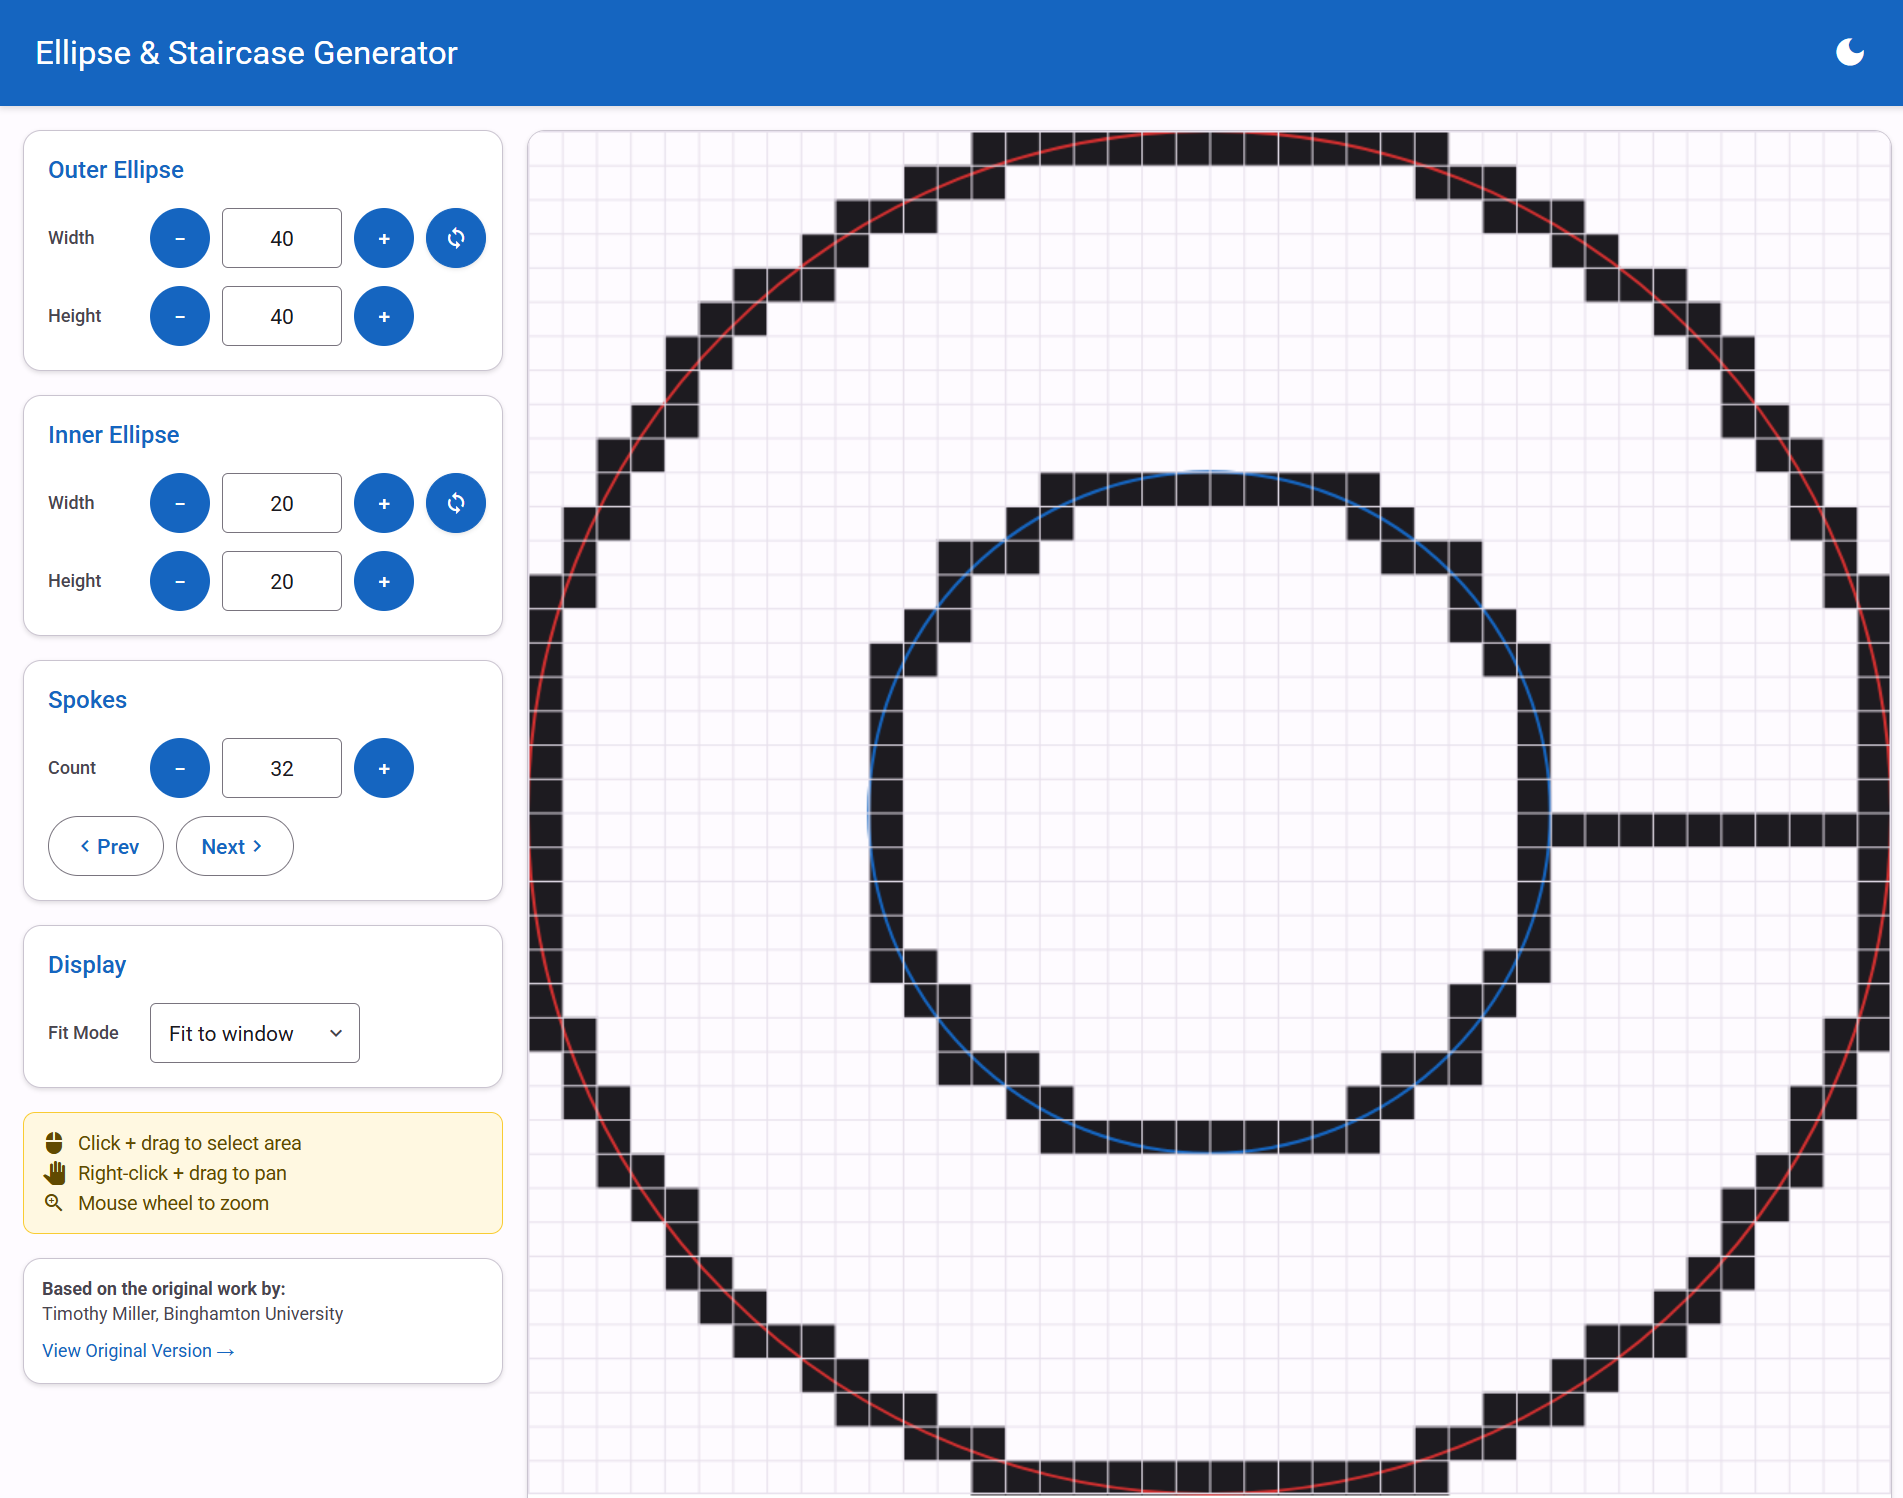 Ellipse & Staircase Generator
Outer Ellipse
Width
−
40
+
Height
−
40
+
Inner Ellipse
Width
−
20
+
Height
−
20
+
Spokes
Count
−
32
+
Prev
Next
Display
Fit Mode
Fit to window
Click + drag to select area
Right-click + drag to pan
Mouse wheel to zoom
Based on the original work by:
Timothy Miller, Binghamton University
View Original Version →